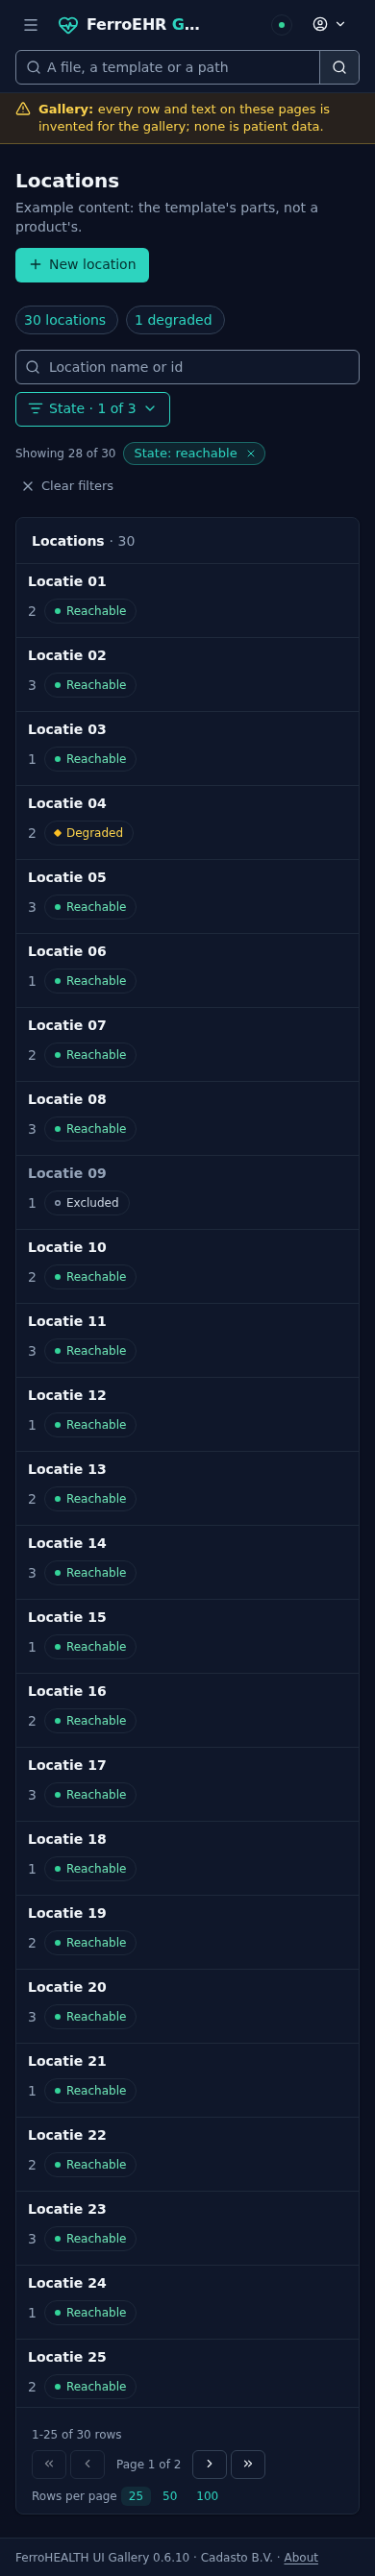 FerroEHR G...
A file, a template or a path
Gallery: every row and text on these pages is
invented for the gallery; none is patient data.
Locations
Example content: the template's parts, not a
product's.
+ New location
30 locations
1 degraded
Location name or id
State · 1 of 3
Showing 28 of 30
State: reachable ×
× Clear filters
Locations · 30
Locatie 01
2 Reachable
Locatie 02
3 Reachable
Locatie 03
1 Reachable
Locatie 04
2 Degraded
Locatie 05
3 Reachable
Locatie 06
1 Reachable
Locatie 07
2 Reachable
Locatie 08
3 Reachable
Locatie 09
1 Excluded
Locatie 10
2 Reachable
Locatie 11
3 Reachable
Locatie 12
1 Reachable
Locatie 13
2 Reachable
Locatie 14
3 Reachable
Locatie 15
1 Reachable
Locatie 16
2 Reachable
Locatie 17
3 Reachable
Locatie 18
1 Reachable
Locatie 19
2 Reachable
Locatie 20
3 Reachable
Locatie 21
1 Reachable
Locatie 22
2 Reachable
Locatie 23
3 Reachable
Locatie 24
1 Reachable
Locatie 25
2 Reachable
1-25 of 30 rows
« ‹ Page 1 of 2 › »
Rows per page 25 50 100
FerroHEALTH UI Gallery 0.6.10 · Cadasto B.V. · About